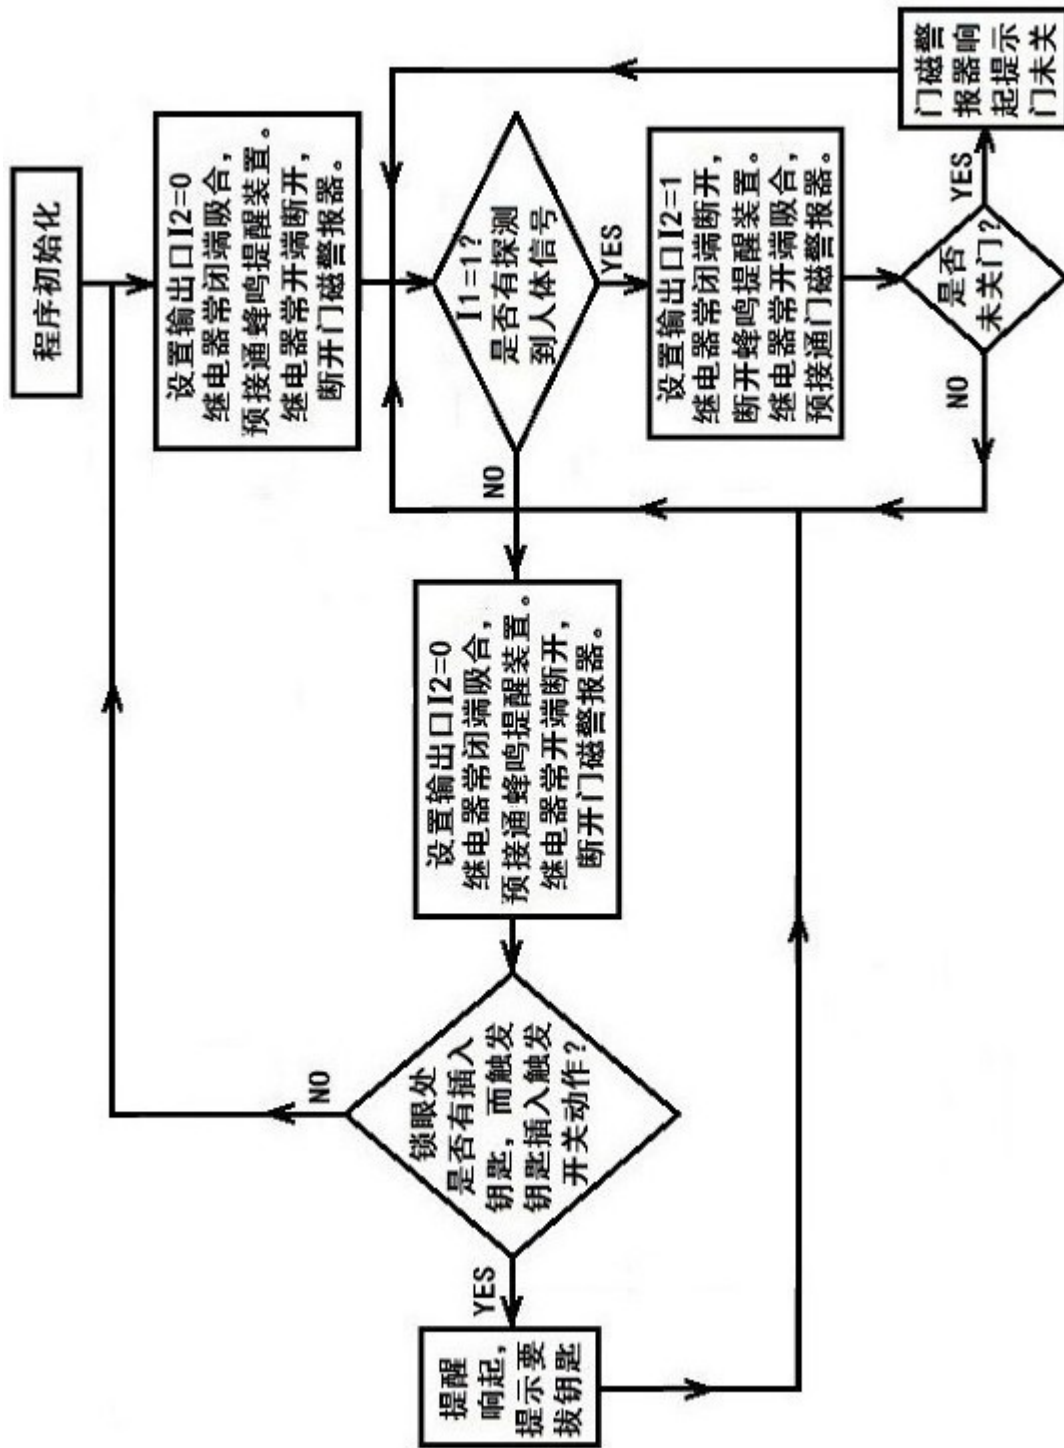 程序初始化
设置输出口I2=0
继电器常闭端吸合，
预接通蜂鸣提醒装置。
继电器常开端断开，
断开门磁警报器。
I1=1?
是否有探测
到人体信号
YES
NO
设置输出口I2=1
继电器常闭端断开，
断开蜂鸣提醒装置。
继电器常开端吸合，
预接通门磁警报器。
是否
未关门？
YES
NO
门磁警
报器响
起提示
门未关
设置输出口I2=0
继电器常闭端吸合，
预接通蜂鸣提醒装置。
继电器常开端断开，
断开门磁警报器。
锁眼处
是否有插入
钥匙，而触发
钥匙插入触发
开关动作？
NO
YES
提醒
响起，
提示要
拔钥匙